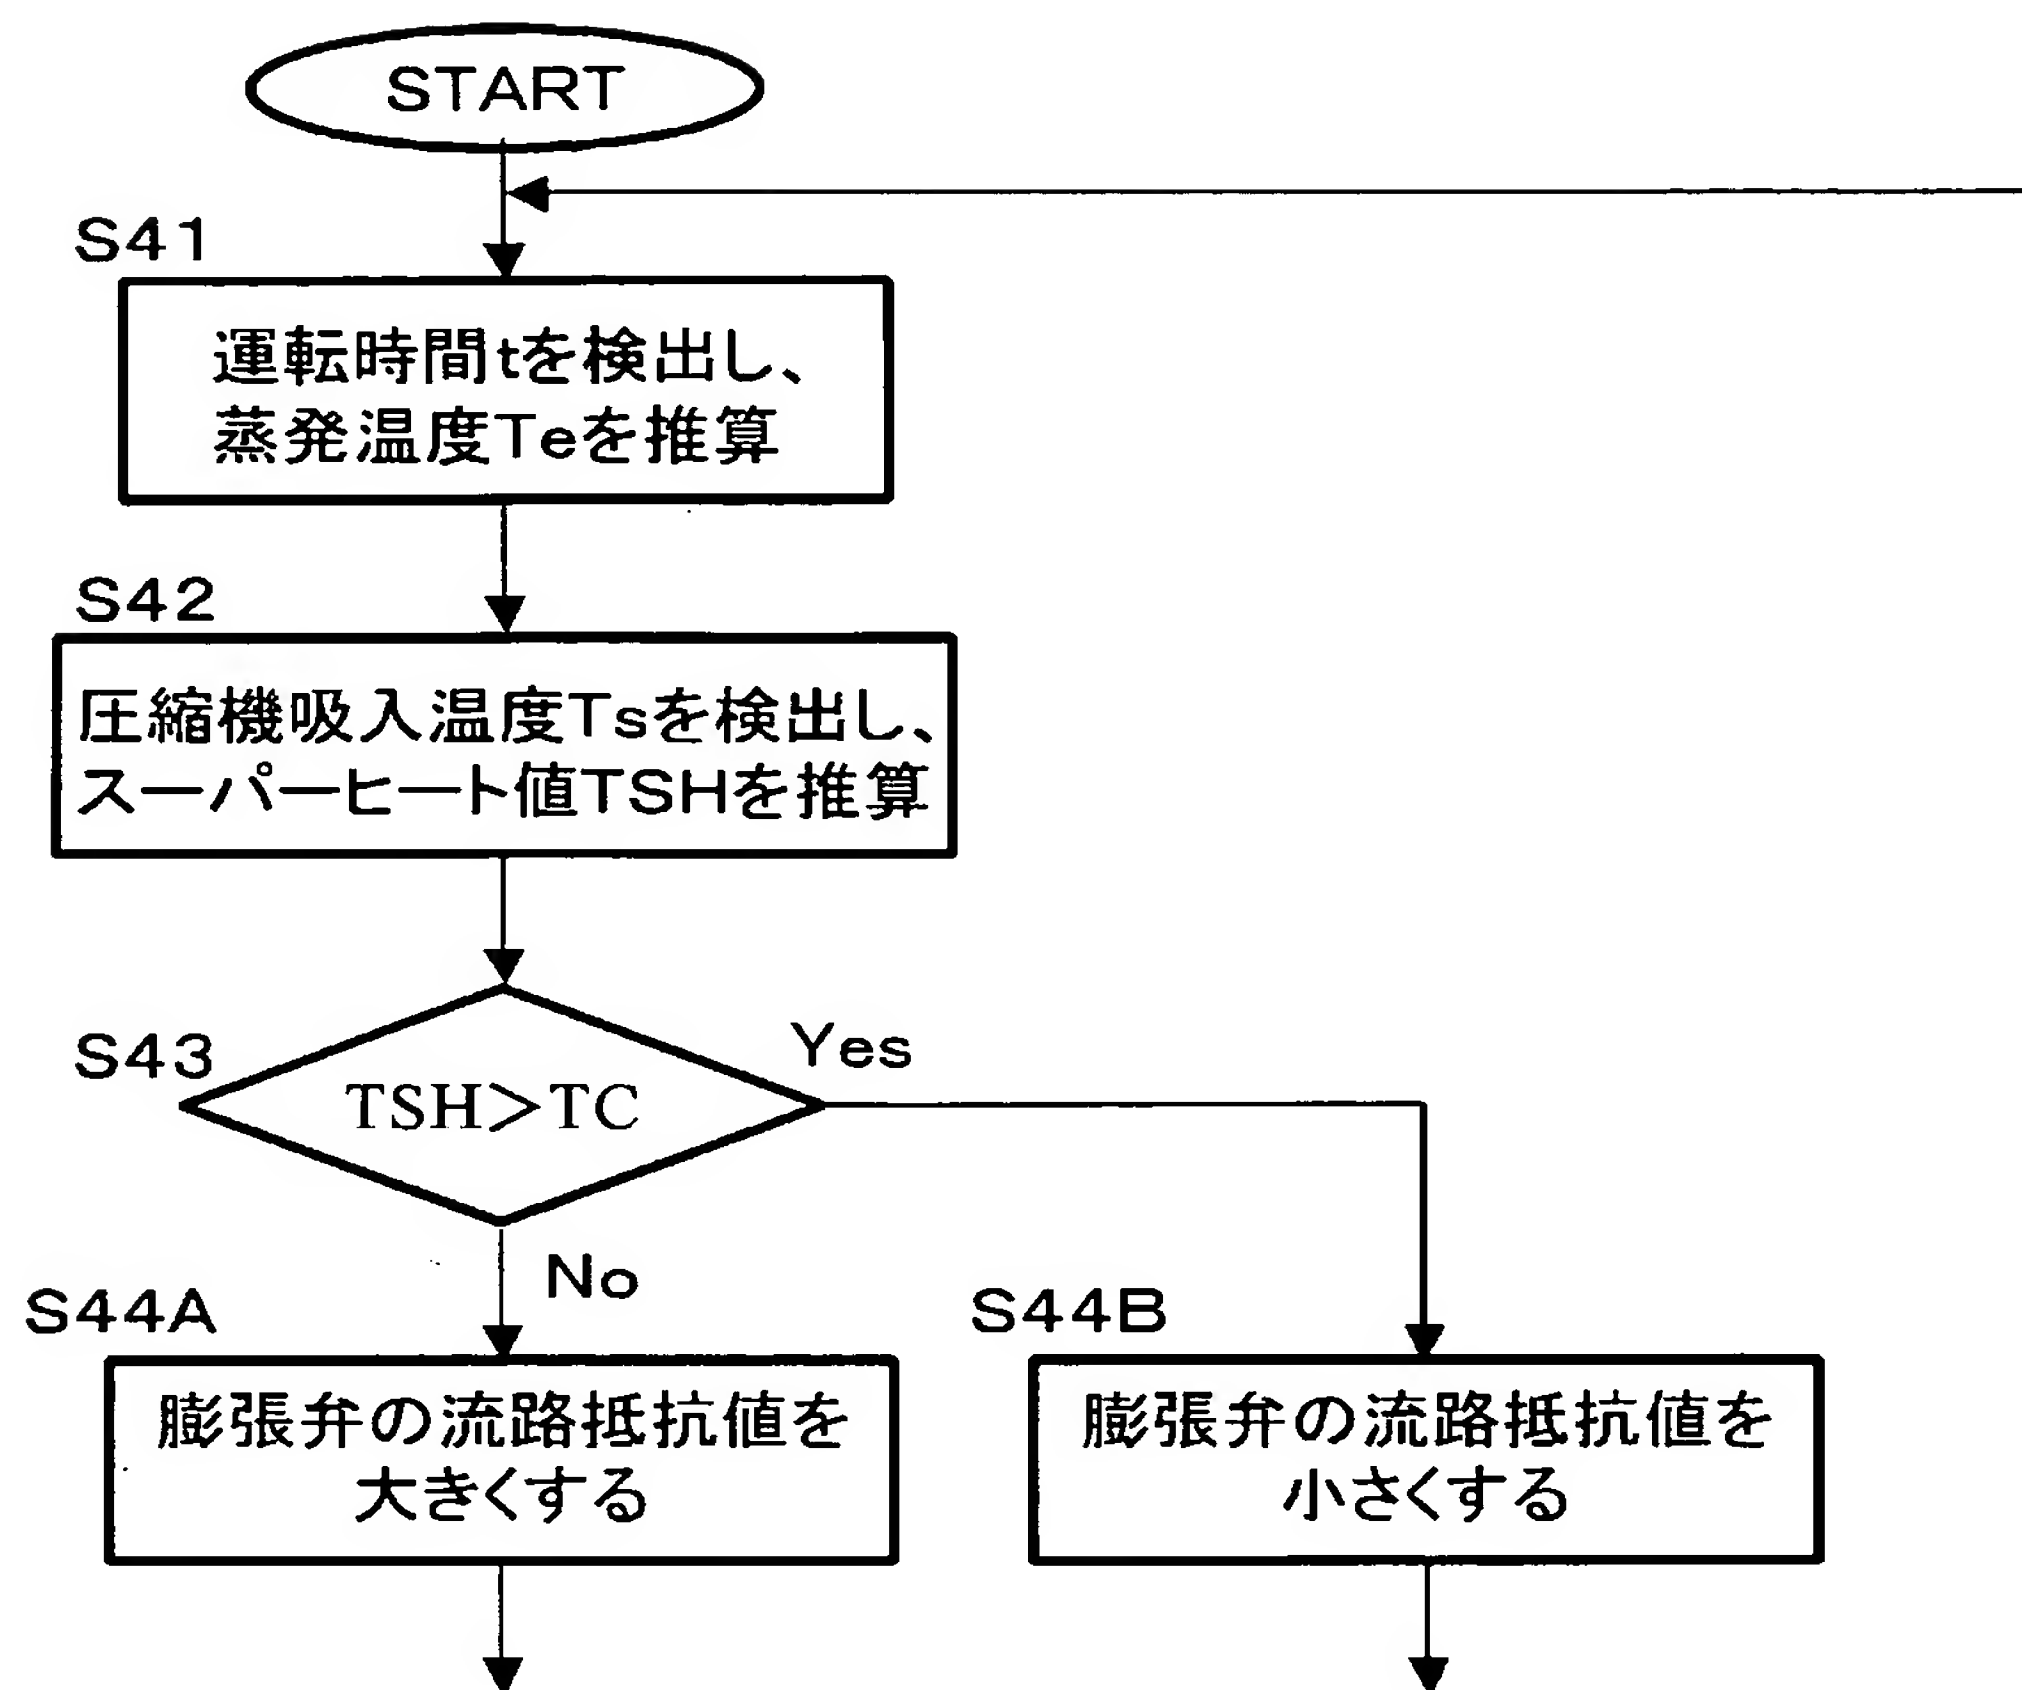 START
S41
運転時間tを検出し、
蒸発温度Teを推算
S42
圧縮機吸入温度Tsを検出し、
スーパーヒート値TSHを推算
S43
TSH>TC
Yes
No
S44A
膨張弁の流路抵抗値を
大きくする
S44B
膨張弁の流路抵抗値を
小さくする